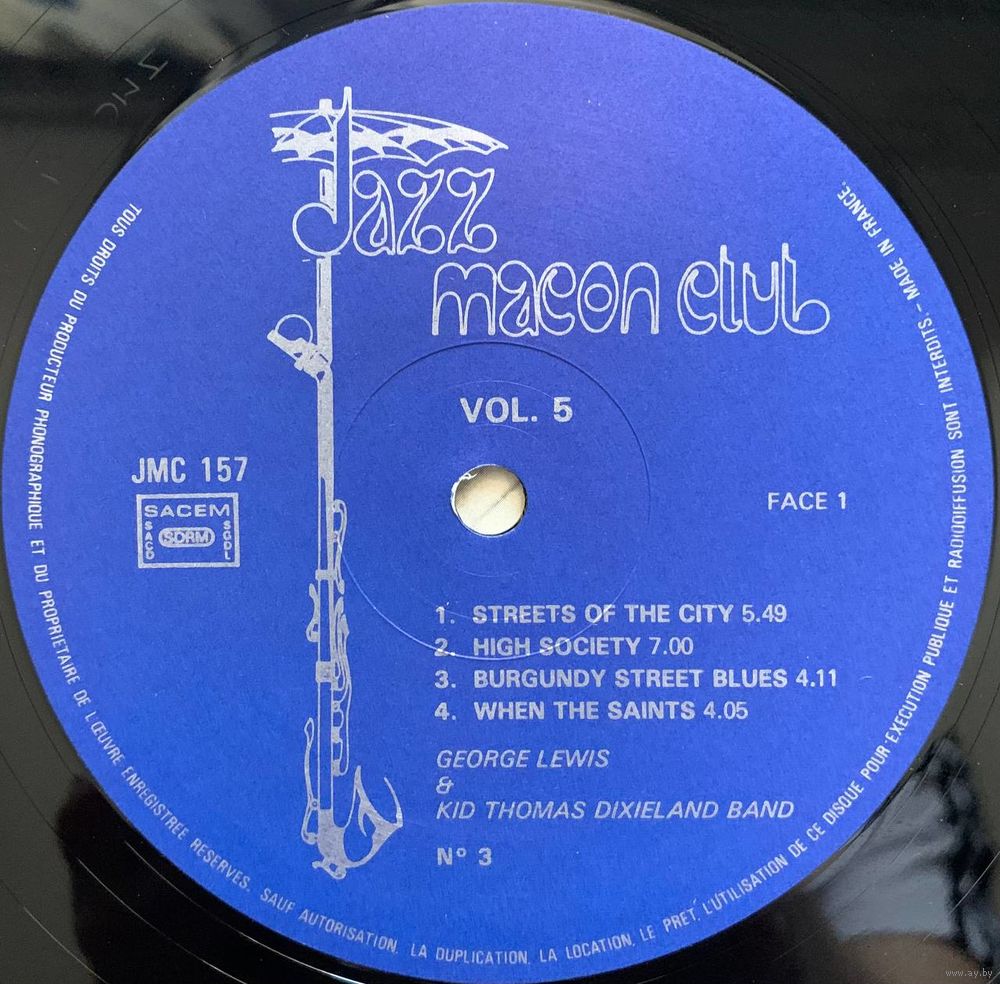 Jazz
macon club
VOL. 5
JMC 157
SACEM
SACD
SDRM
SGDL
FACE 1
1. STREETS OF THE CITY 5.49
2. HIGH SOCIETY 7.00
3. BURGUNDY STREET BLUES 4.11
4. WHEN THE SAINTS 4.05
GEORGE LEWIS
&
KID THOMAS DIXIELAND BAND
N° 3
TOUS DROITS DU PRODUCTEUR PHONOGRAPHIQUE ET DU PROPRIETAIRE DE L'ŒUVRE ENREGISTREE RESERVES. SAUF AUTORISATION, LA DUPLICATION, LA LOCATION, LE PRET, L'UTILISATION DE CE DISQUE POUR EXECUTION PUBLIQUE ET RADIODIFFUSION SONT INTERDITS. - MADE IN FRANCE.
www.ay.by